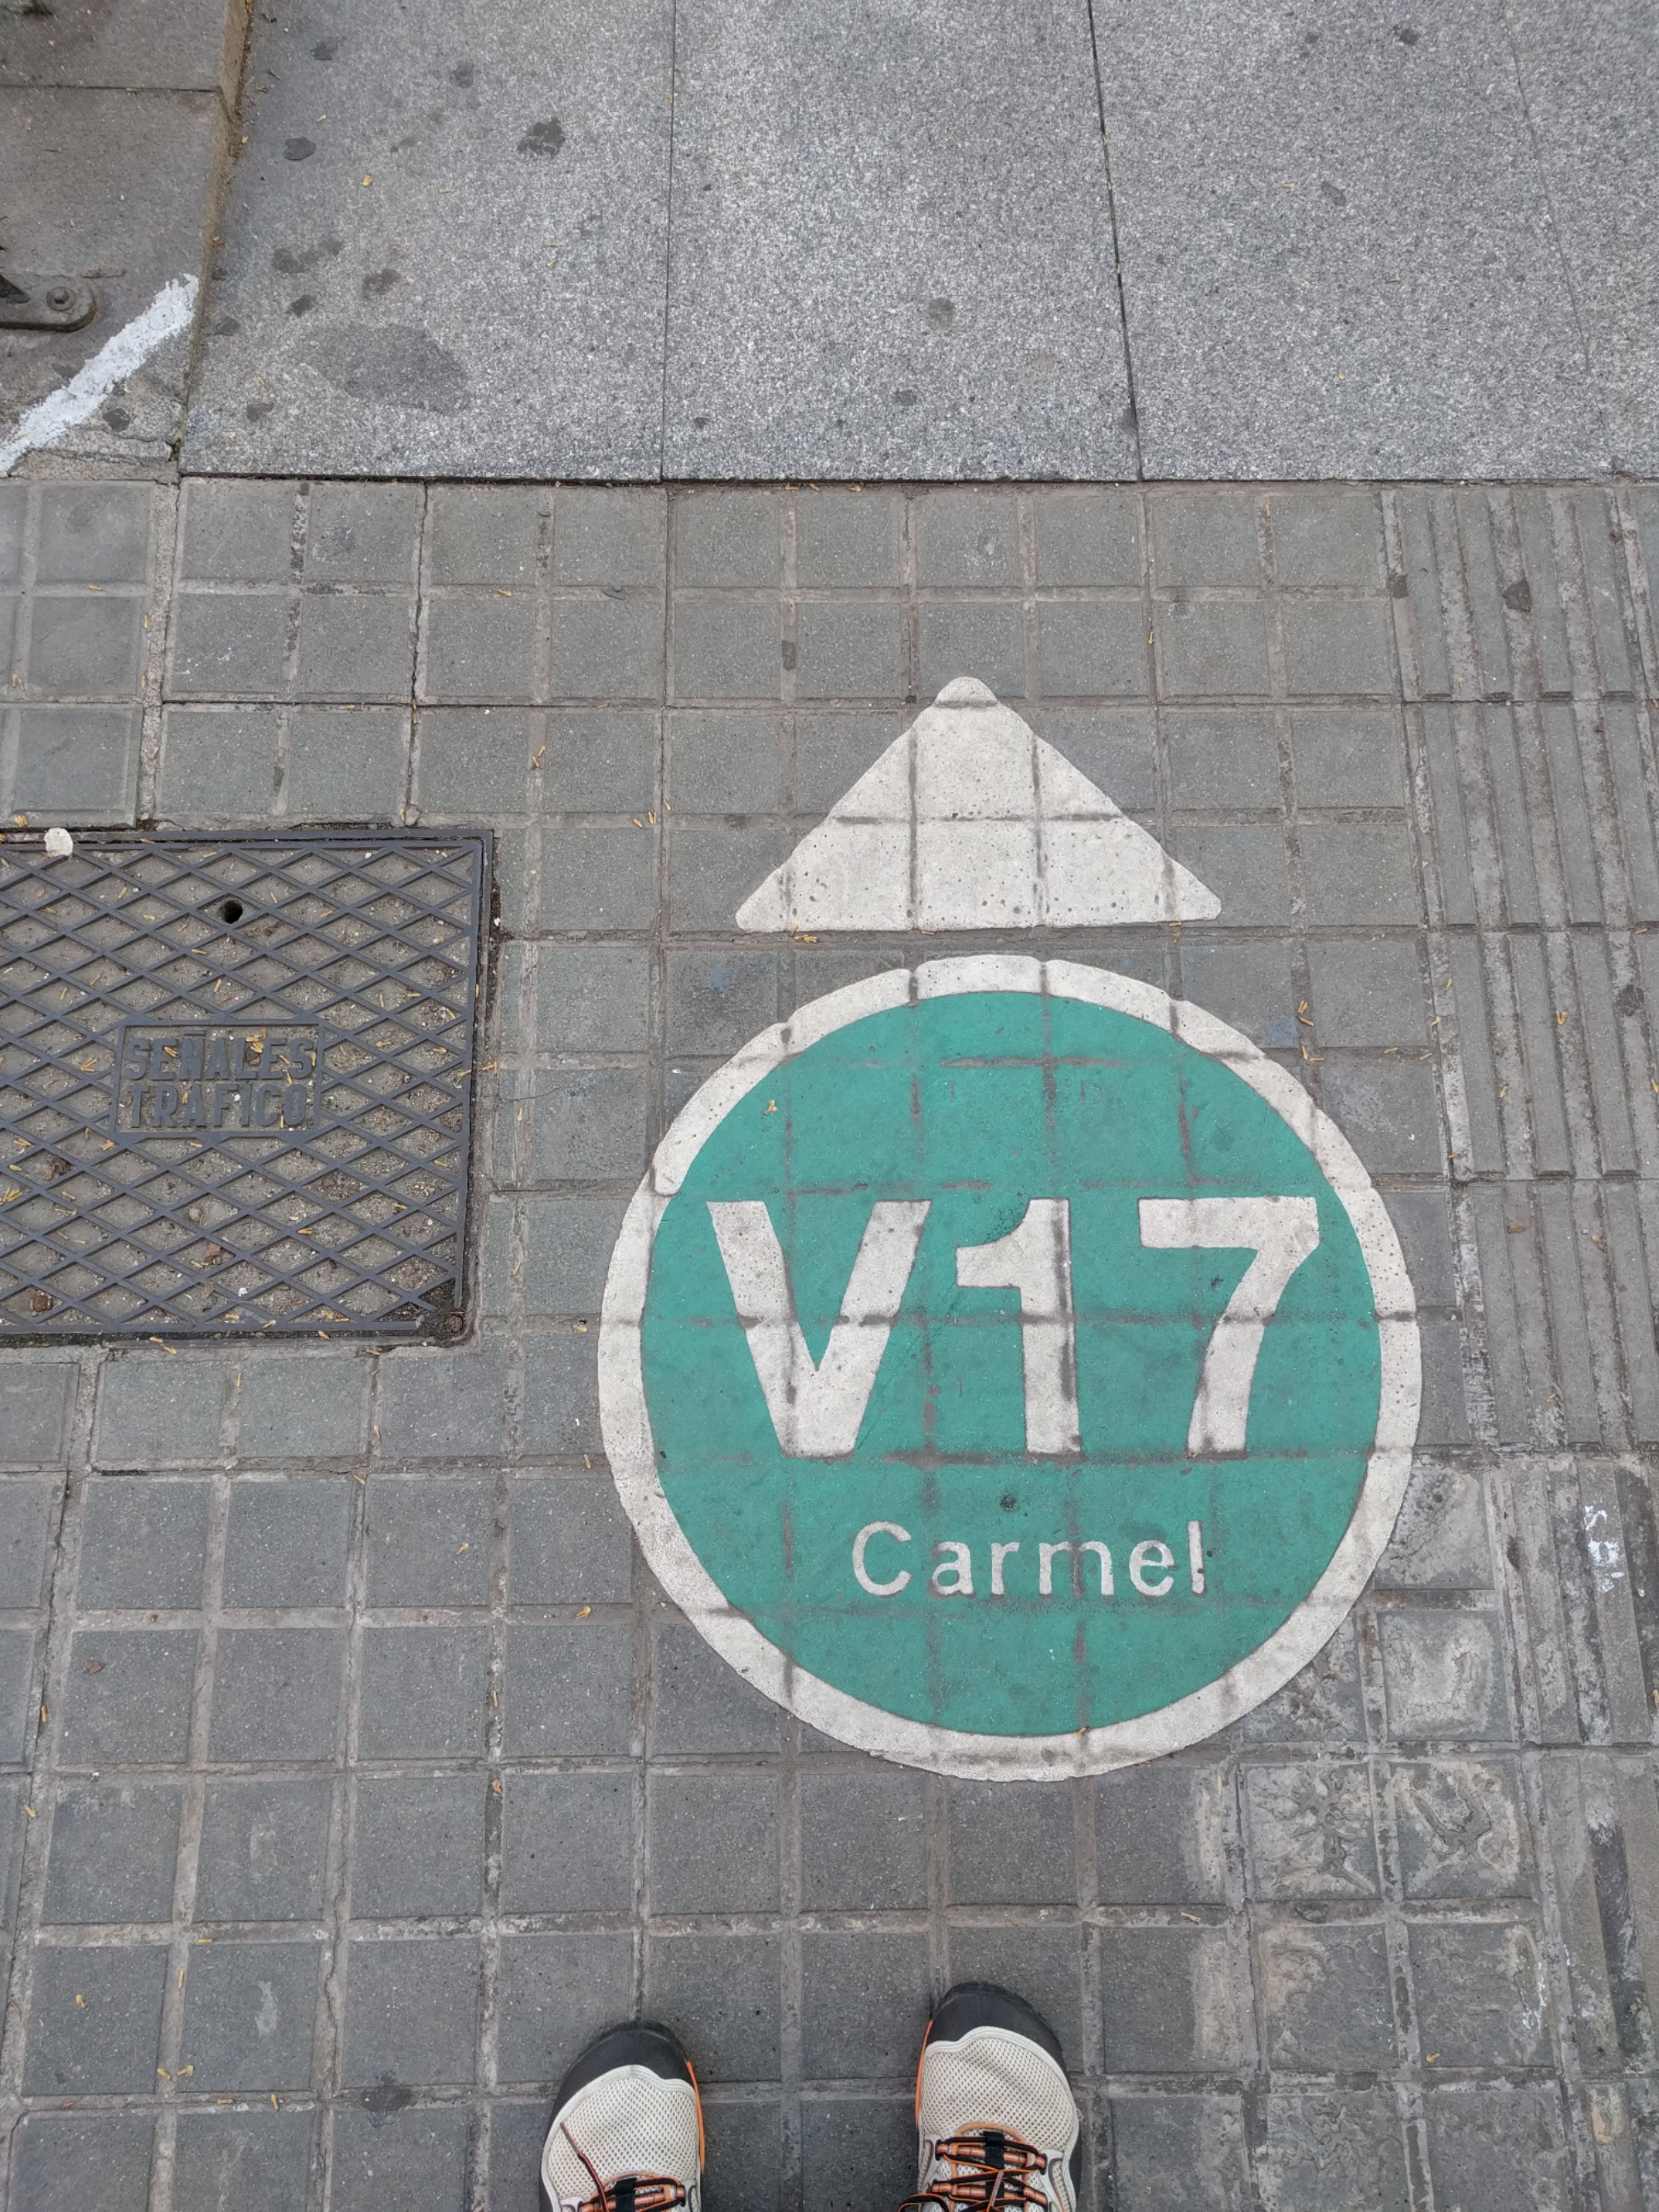 SEÑALES
TRAFICO
V17
Carmel